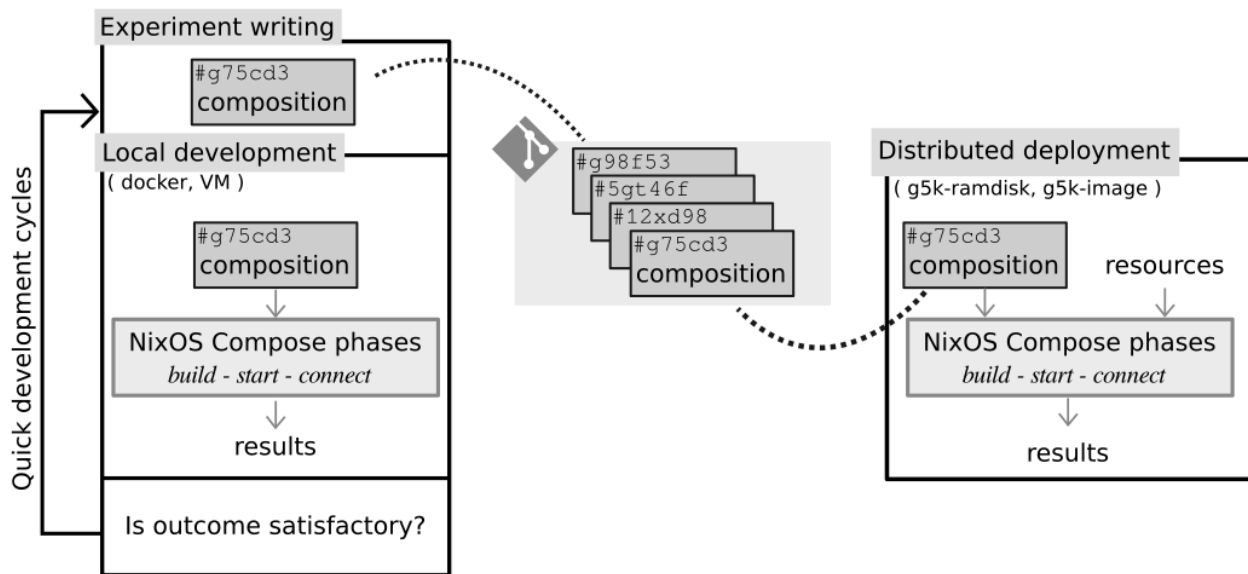 Experiment writing
#g75cd3
composition
Quick development cycles
Local development
( docker, VM )
#g75cd3
composition
NixOS Compose phases
build - start - connect
results
Is outcome satisfactory?
#g98f53
#5gt46f
#12xd98
#g75cd3
composition
Distributed deployment
( g5k-ramdisk, g5k-image )
#g75cd3
composition
resources
NixOS Compose phases
build - start - connect
results